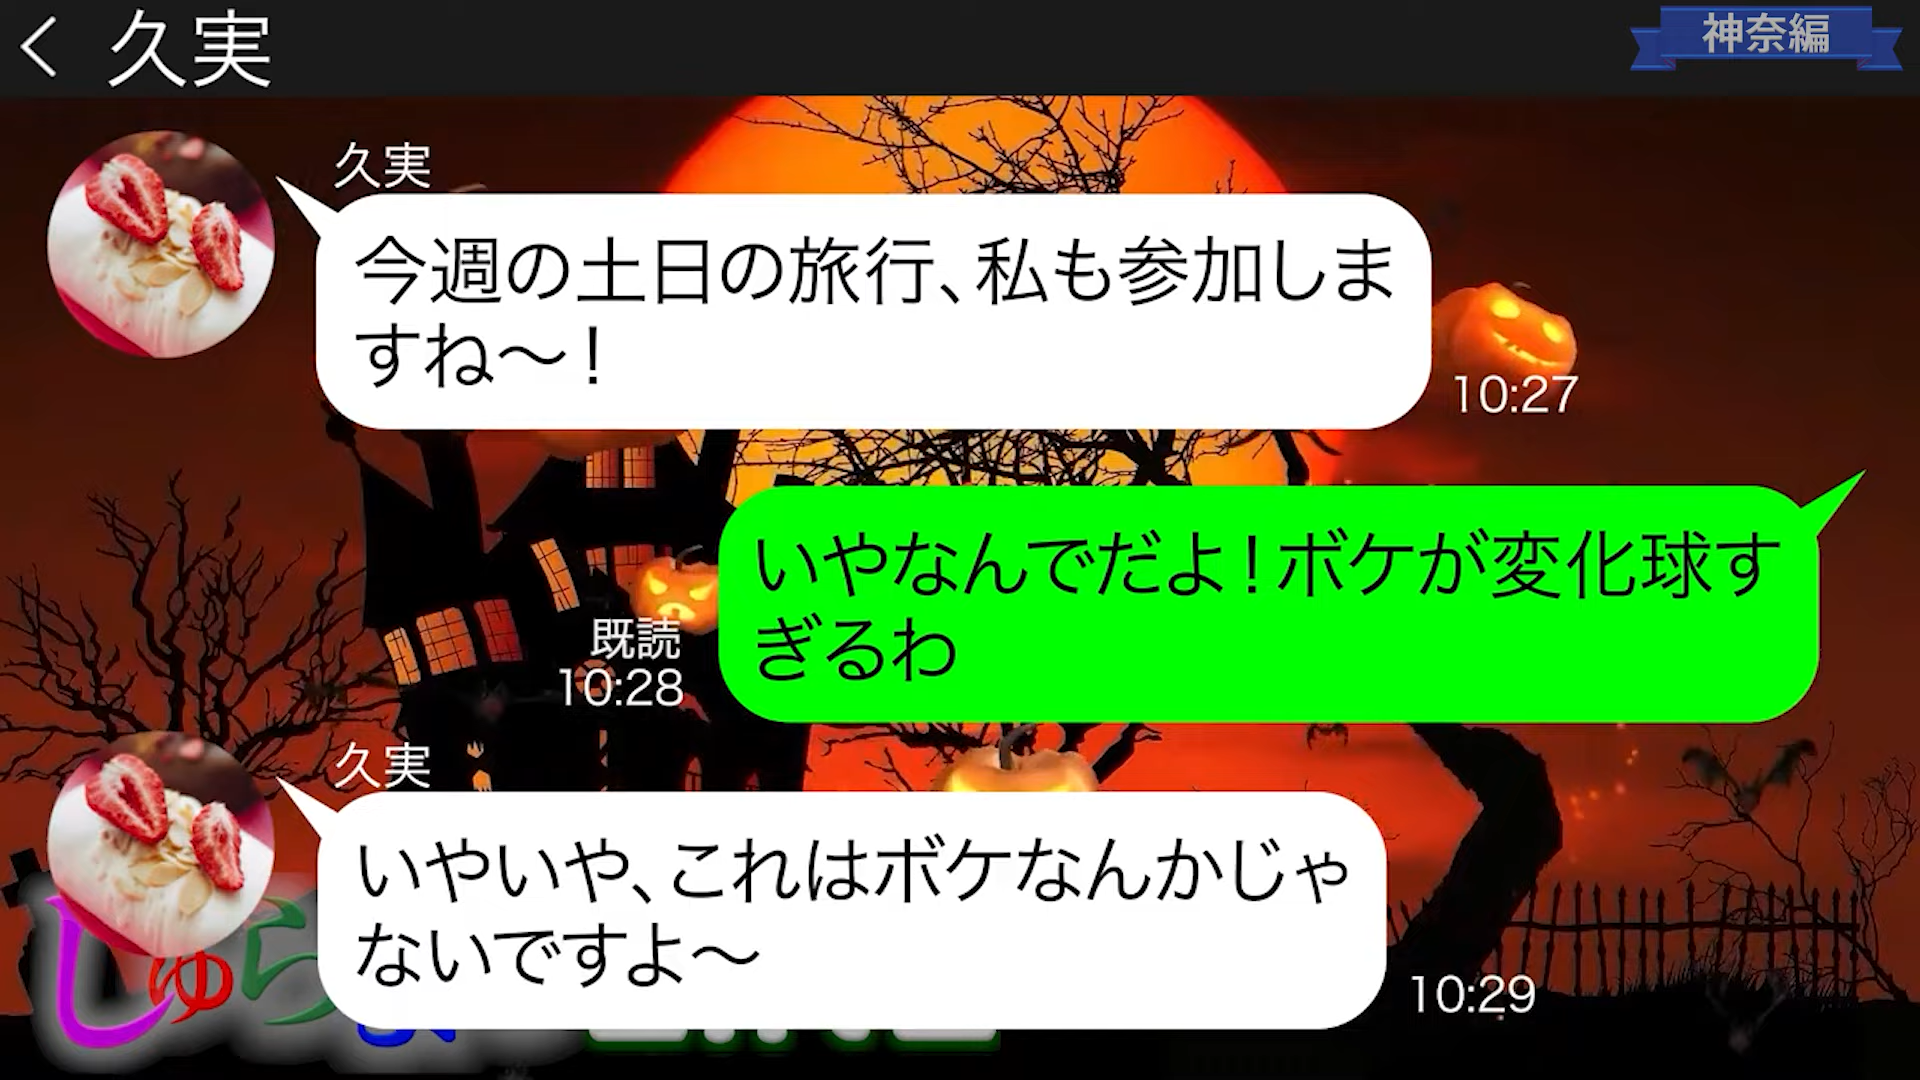 久実
神奈編
久実
今週の土日の旅行、私も参加しま
すね〜！
10:27
いやなんでだよ！ボケが変化球す
ぎるわ
既読
10:28
久実
いやいや、これはボケなんかじゃ
ないですよ〜
10:29
しゅら